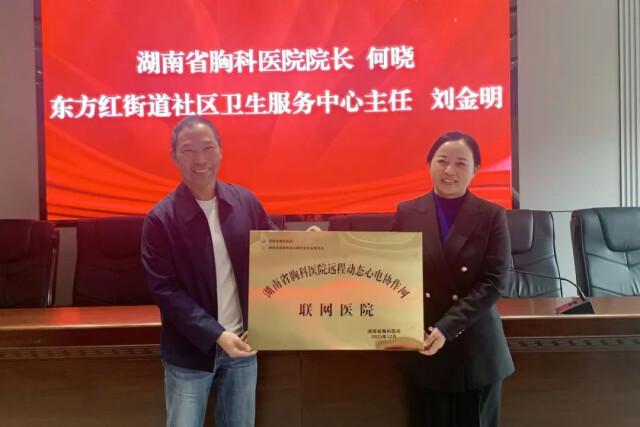 湖南省胸科医院院长 何晓
东方红街道社区卫生服务中心主任 刘金明
湖南省胸科医院远程动态心电协作网
联网医院
湖南省胸科医院
2023年12月